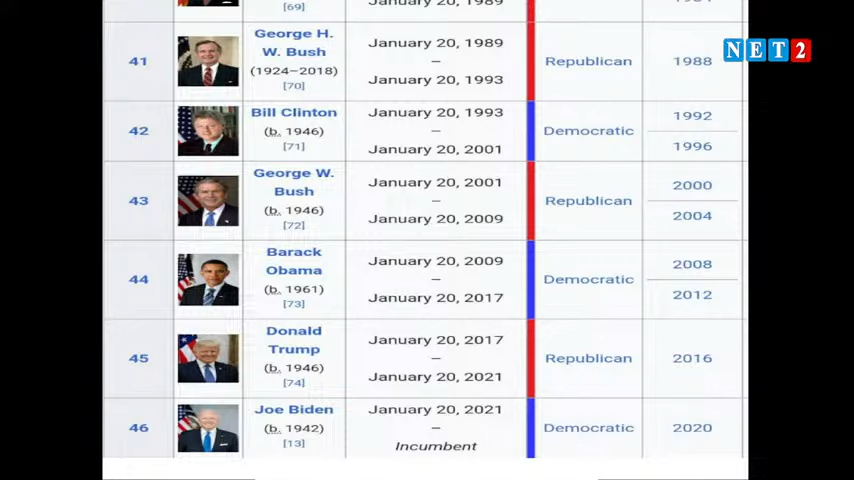 [69]
January 20, 1989
41
George H.
W. Bush
(1924–2018)
[70]
January 20, 1989
–
January 20, 1993
Republican
1988
NET2
42
Bill Clinton
(b. 1946)
[71]
January 20, 1993
–
January 20, 2001
Democratic
1992
1996
43
George W.
Bush
(b. 1946)
[72]
January 20, 2001
–
January 20, 2009
Republican
2000
2004
44
Barack
Obama
(b. 1961)
[73]
January 20, 2009
–
January 20, 2017
Democratic
2008
2012
45
Donald
Trump
(b. 1946)
[74]
January 20, 2017
–
January 20, 2021
Republican
2016
46
Joe Biden
(b. 1942)
[13]
January 20, 2021
–
Incumbent
Democratic
2020